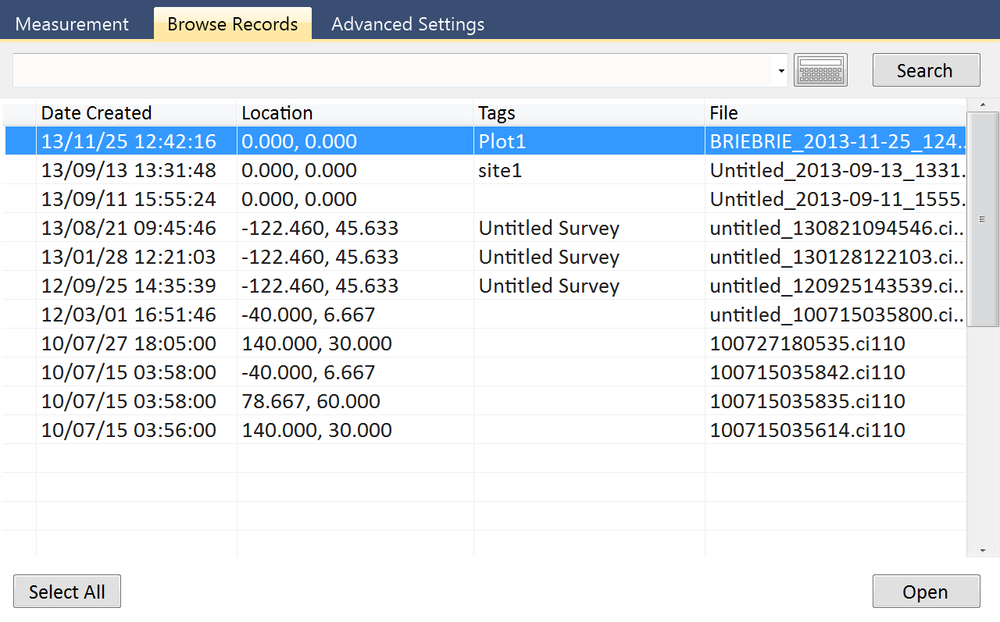 Measurement Browse Records Advanced Settings
Search
Date Created Location Tags File
13/11/25 12:42:16 0.000, 0.000 Plot1 BRIEBRIE_2013-11-25_124..
13/09/13 13:31:48 0.000, 0.000 site1 Untitled_2013-09-13_1331.
13/09/11 15:55:24 0.000, 0.000 Untitled_2013-09-11_1555.
13/08/21 09:45:46 -122.460, 45.633 Untitled Survey untitled_130821094546.ci..
13/01/28 12:21:03 -122.460, 45.633 Untitled Survey untitled_130128122103.ci..
12/09/25 14:35:39 -122.460, 45.633 Untitled Survey untitled_120925143539.ci..
12/03/01 16:51:46 -40.000, 6.667 untitled_100715035800.ci..
10/07/27 18:05:00 140.000, 30.000 100727180535.ci110
10/07/15 03:58:00 -40.000, 6.667 100715035842.ci110
10/07/15 03:58:00 78.667, 60.000 100715035835.ci110
10/07/15 03:56:00 140.000, 30.000 100715035614.ci110
Select All Open